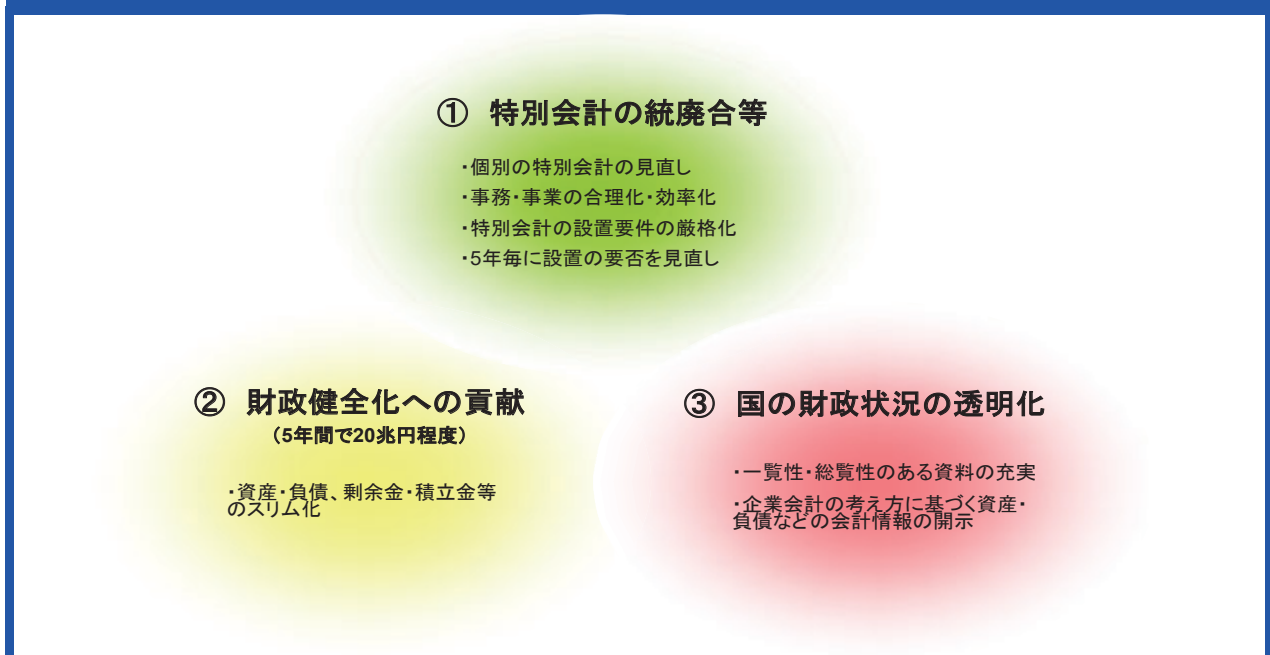 ① 特別会計の統廃合等
・個別の特別会計の見直し
・事務・事業の合理化・効率化
・特別会計の設置要件の厳格化
・5年毎に設置の要否を見直し
② 財政健全化への貢献
（5年間で20兆円程度）
・資産・負債、剰余金・積立金等
のスリム化
③ 国の財政状況の透明化
・一覧性・総覧性のある資料の充実
・企業会計の考え方に基づく資産・
負債などの会計情報の開示